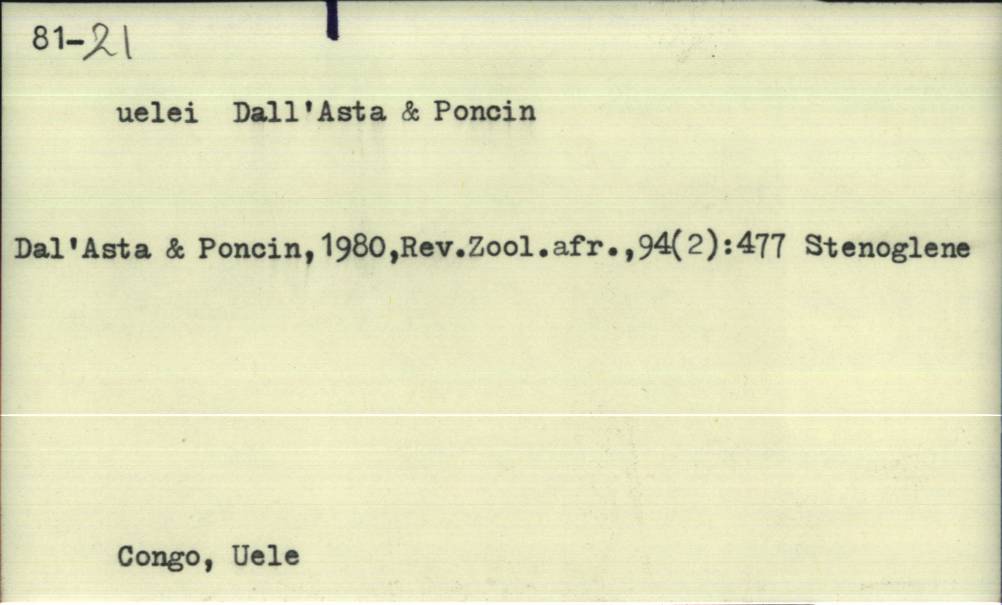 81-21
uelei Dall'Asta & Poncin
Dal'Asta & Poncin,1980,Rev.Zool.afr.,94(2):477 Stenoglene
Congo, Uele